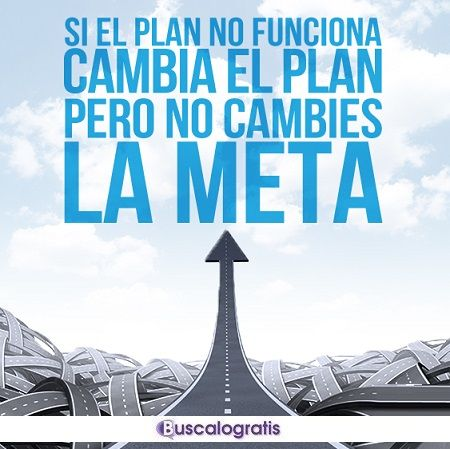 SI EL PLAN NO FUNCIONA
CAMBIA EL PLAN
PERO NO CAMBIES
LA META
Buscalogratis